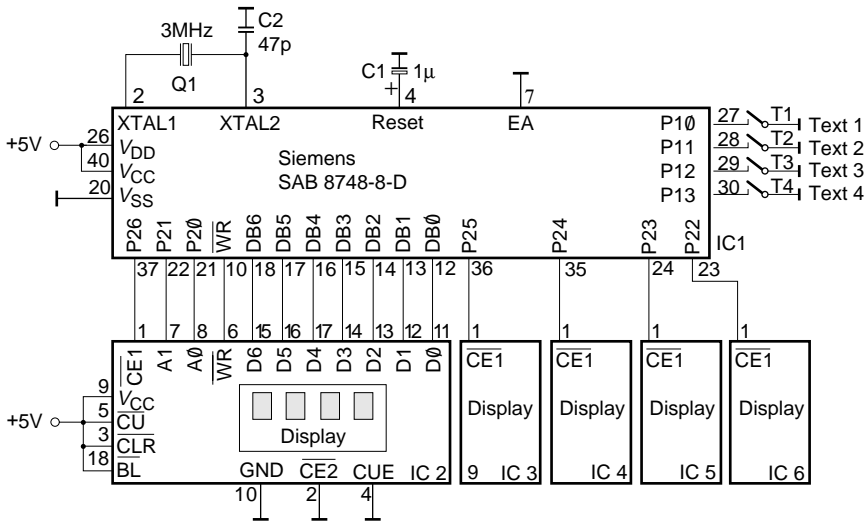 C2
3MHz
47p
Q1
C1 1µ
+
2 3 4 7
XTAL1 XTAL2 Reset EA
P10 27 T1 Text 1
P11 28 T2 Text 2
P12 29 T3 Text 3
P13 30 T4 Text 4
+5V 26 VDD
40 VCC
20 VSS
Siemens
SAB 8748-8-D
P26 P21 P20 WR DB6 DB5 DB4 DB3 DB2 DB1 DB0 P25 P24 P23 P22 IC1
37 22 21 10 18 17 16 15 14 13 12 36 35 24 23
1 7 8 6 15 16 17 14 13 12 11 1 1 1 1
CE1 A1 A0 WR D6 D5 D4 D3 D2 D1 D0 CE1 CE1 CE1 CE1
9 VCC
+5V 5 CU
3 CLR
18 BL
Display Display Display Display Display
GND CE2 CUE IC 2 9 IC 3 IC 4 IC 5 IC 6
10 2 4